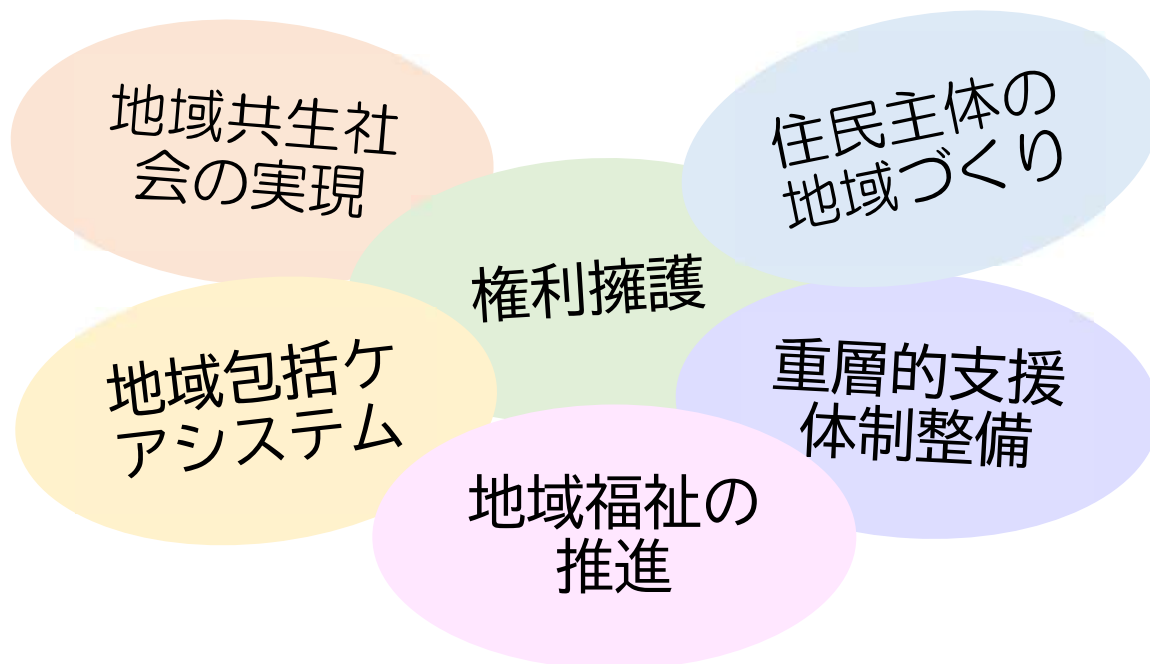 地域共生社
会の実現
住民主体の
地域づくり
権利擁護
地域包括ケ
アシステム
重層的支援
体制整備
地域福祉の
推進